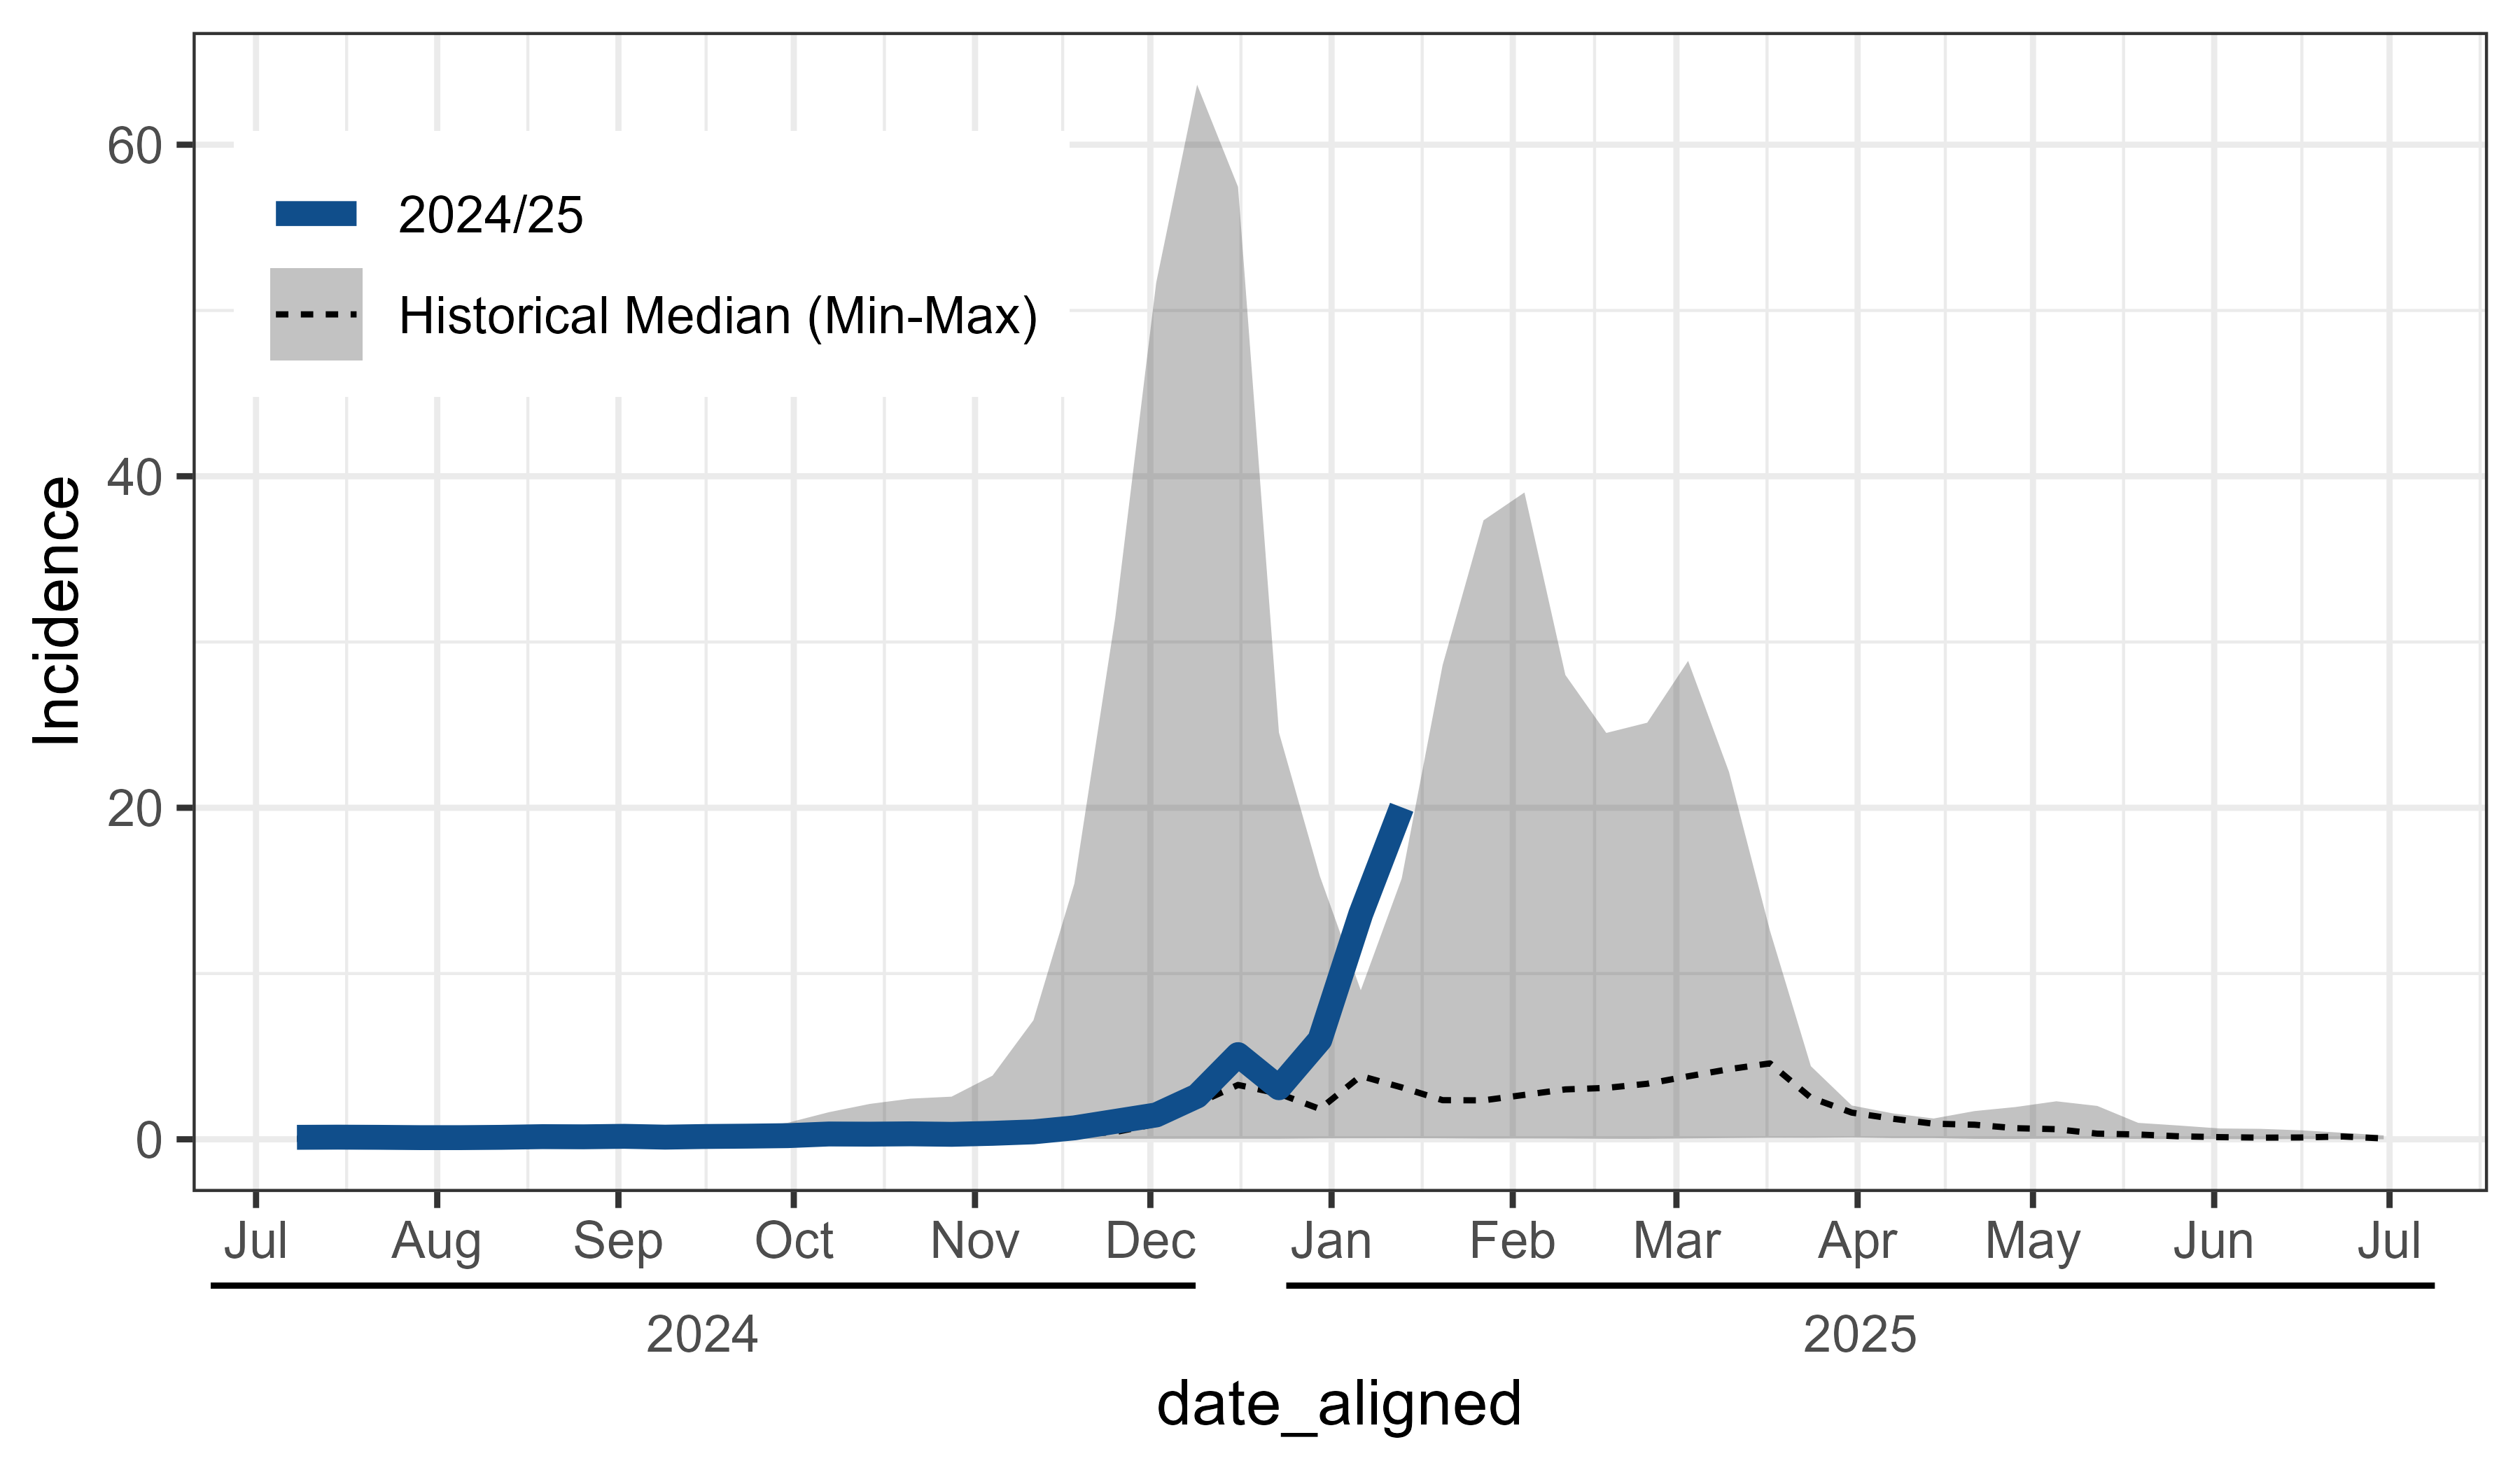 60
40
20
0
Incidence
2024/25
Historical Median (Min-Max)
Jul Aug Sep Oct Nov Dec Jan Feb Mar Apr May Jun Jul
2024 2025
date_aligned